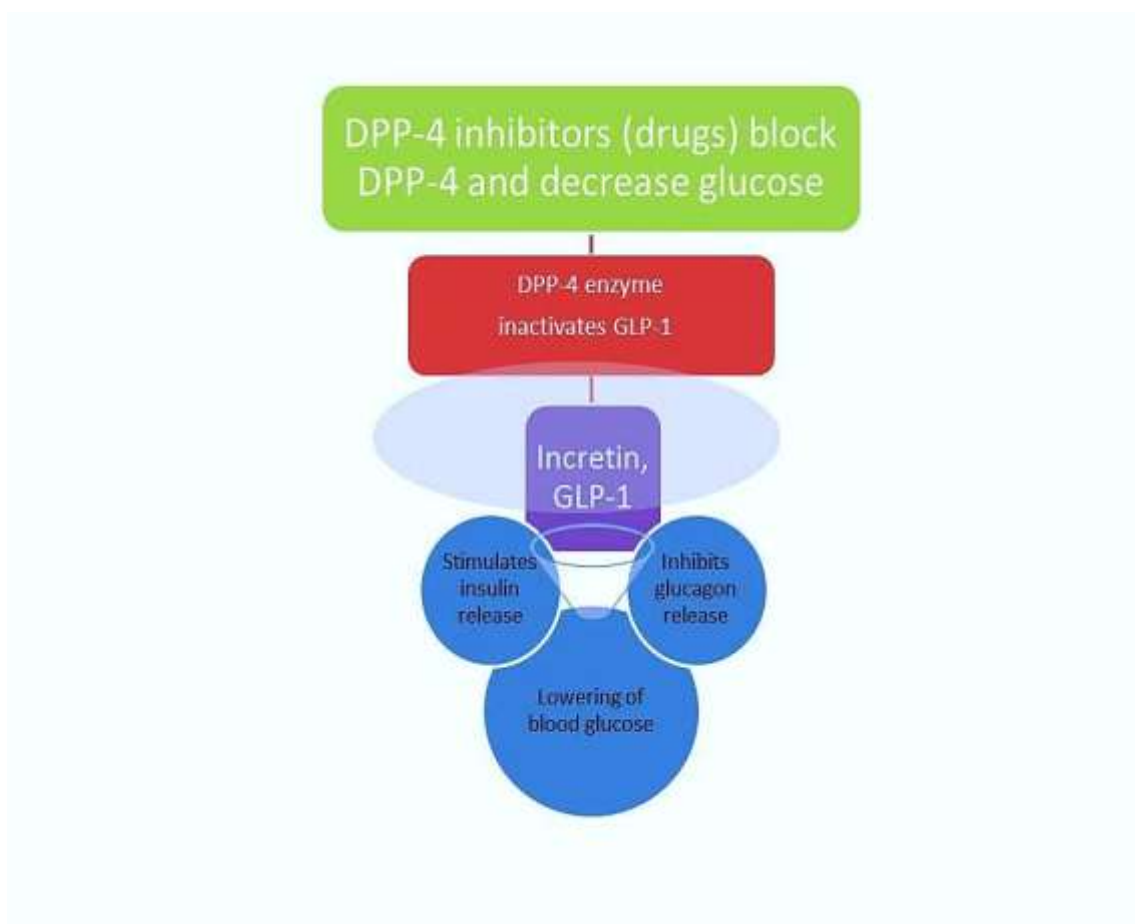 DPP-4 inhibitors (drugs) block
DPP-4 and decrease glucose
DPP-4 enzyme
inactivates GLP-1
Incretin,
GLP-1
Stimulates
insulin
release
Inhibits
glucagon
release
Lowering of
blood glucose